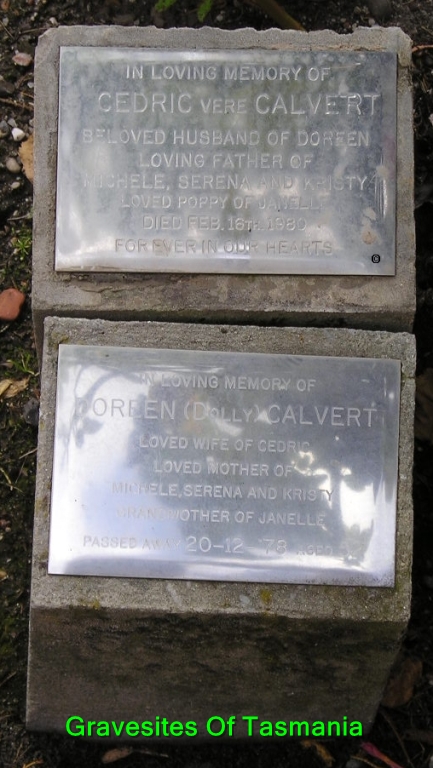 IN LOVING MEMORY OF
CEDRIC VERE CALVERT
BELOVED HUSBAND OF DOREEN
LOVING FATHER OF
MICHELE, SERENA AND KRISTY
LOVED POPPY OF JANELLE
DIED FEB. 16TH. 1980
FOR EVER IN OUR HEARTS
IN LOVING MEMORY OF
DOREEN (DOLLY) CALVERT
LOVED WIFE OF CEDRIC
LOVED MOTHER OF
MICHELE, SERENA AND KRISTY
GRANDMOTHER OF JANELLE
PASSED AWAY 20-12 78
Gravesites Of Tasmania